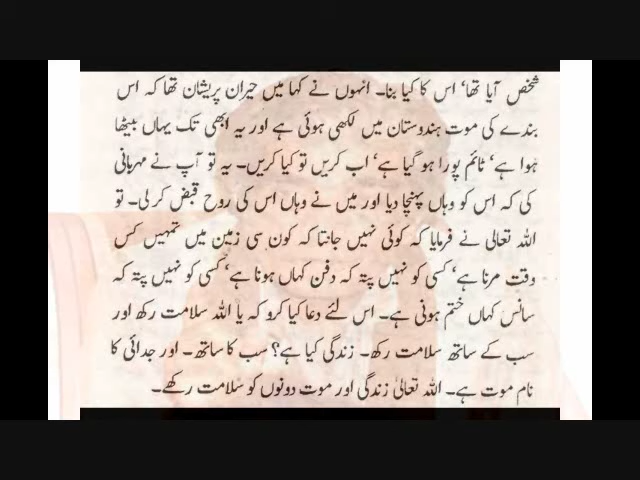 شخص آیا تھا‘ اس کا کیا بنا۔ انہوں نے کہا میں حیران پریشان تھا کہ اس
بندے کی موت ہندوستان میں لکھی ہوئی ہے اور یہ ابھی تک یہاں بیٹھا
ہوا ہے‘ ٹائم پورا ہو گیا ہے‘ اب کریں تو کیا کریں۔ یہ تو آپ نے مہربانی
کی کہ اس کو وہاں پہنچا دیا اور میں نے وہاں اس کی روح قبض کر لی۔ تو
اللہ تعالیٰ نے فرمایا کہ کوئی نہیں جانتا کہ کون سی زمین میں تمہیں کس
وقت مرنا ہے‘ کسی کو نہیں پتہ کہ دفن کہاں ہونا ہے‘ کسی کو نہیں پتہ کہ
سانس کہاں ختم ہونی ہے۔ اس لئے دعا کیا کرو کہ یا اللہ سلامت رکھ اور
سب کے ساتھ سلامت رکھ۔ زندگی کیا ہے؟ سب کا ساتھ۔ اور جدائی کا
نام موت ہے۔ اللہ تعالیٰ زندگی اور موت دونوں کو سلامت رکھے۔